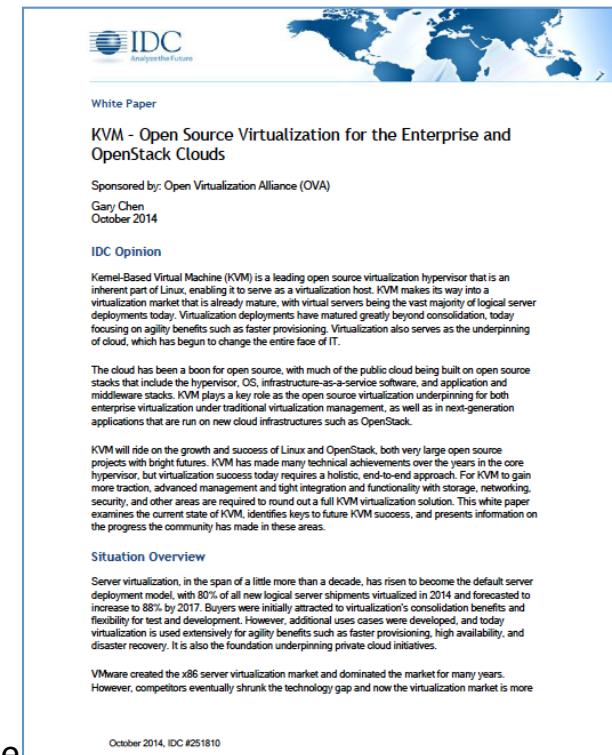 IDC
Analyze the Future
White Paper
KVM – Open Source Virtualization for the Enterprise and
OpenStack Clouds
Sponsored by: Open Virtualization Alliance (OVA)
Gary Chen
October 2014
IDC Opinion
Kernel-Based Virtual Machine (KVM) is a leading open source virtualization hypervisor that is an
inherent part of Linux, enabling it to serve as a virtualization host. KVM makes its way into a
virtualization market that is already mature, with virtual servers being the vast majority of logical server
deployments today. Virtualization deployments have matured greatly beyond consolidation, today
focusing on agility benefits such as faster provisioning. Virtualization also serves as the underpinning
of cloud, which has begun to change the entire face of IT.
The cloud has been a boon for open source, with much of the public cloud being built on open source
stacks that include the hypervisor, OS, infrastructure-as-a-service software, and application and
middleware stacks. KVM plays a key role as the open source virtualization underpinning for both
enterprise virtualization under traditional virtualization management, as well as in next-generation
applications that are run on new cloud infrastructures such as OpenStack.
KVM will ride on the growth and success of Linux and OpenStack, both very large open source
projects with bright futures. KVM has made many technical achievements over the years in the core
hypervisor, but virtualization success today requires a holistic, end-to-end approach. For KVM to gain
more traction, advanced management and tight integration and functionality with storage, networking,
security, and other areas are required to round out a full KVM virtualization solution. This white paper
examines the current state of KVM, identifies keys to future KVM success, and presents information on
the progress the community has made in these areas.
Situation Overview
Server virtualization, in the span of a little more than a decade, has risen to become the default server
deployment model, with 80% of all new logical server shipments virtualized in 2014 and forecasted to
increase to 88% by 2017. Buyers were initially attracted to virtualization's consolidation benefits and
flexibility for test and development. However, additional uses cases were developed, and today
virtualization is used extensively for agility benefits such as faster provisioning, high availability, and
disaster recovery. It is also the foundation underpinning private cloud initiatives.
VMware created the x86 server virtualization market and dominated the market for many years.
However, competitors eventually shrunk the technology gap and now the virtualization market is more
October 2014, IDC #251810
e